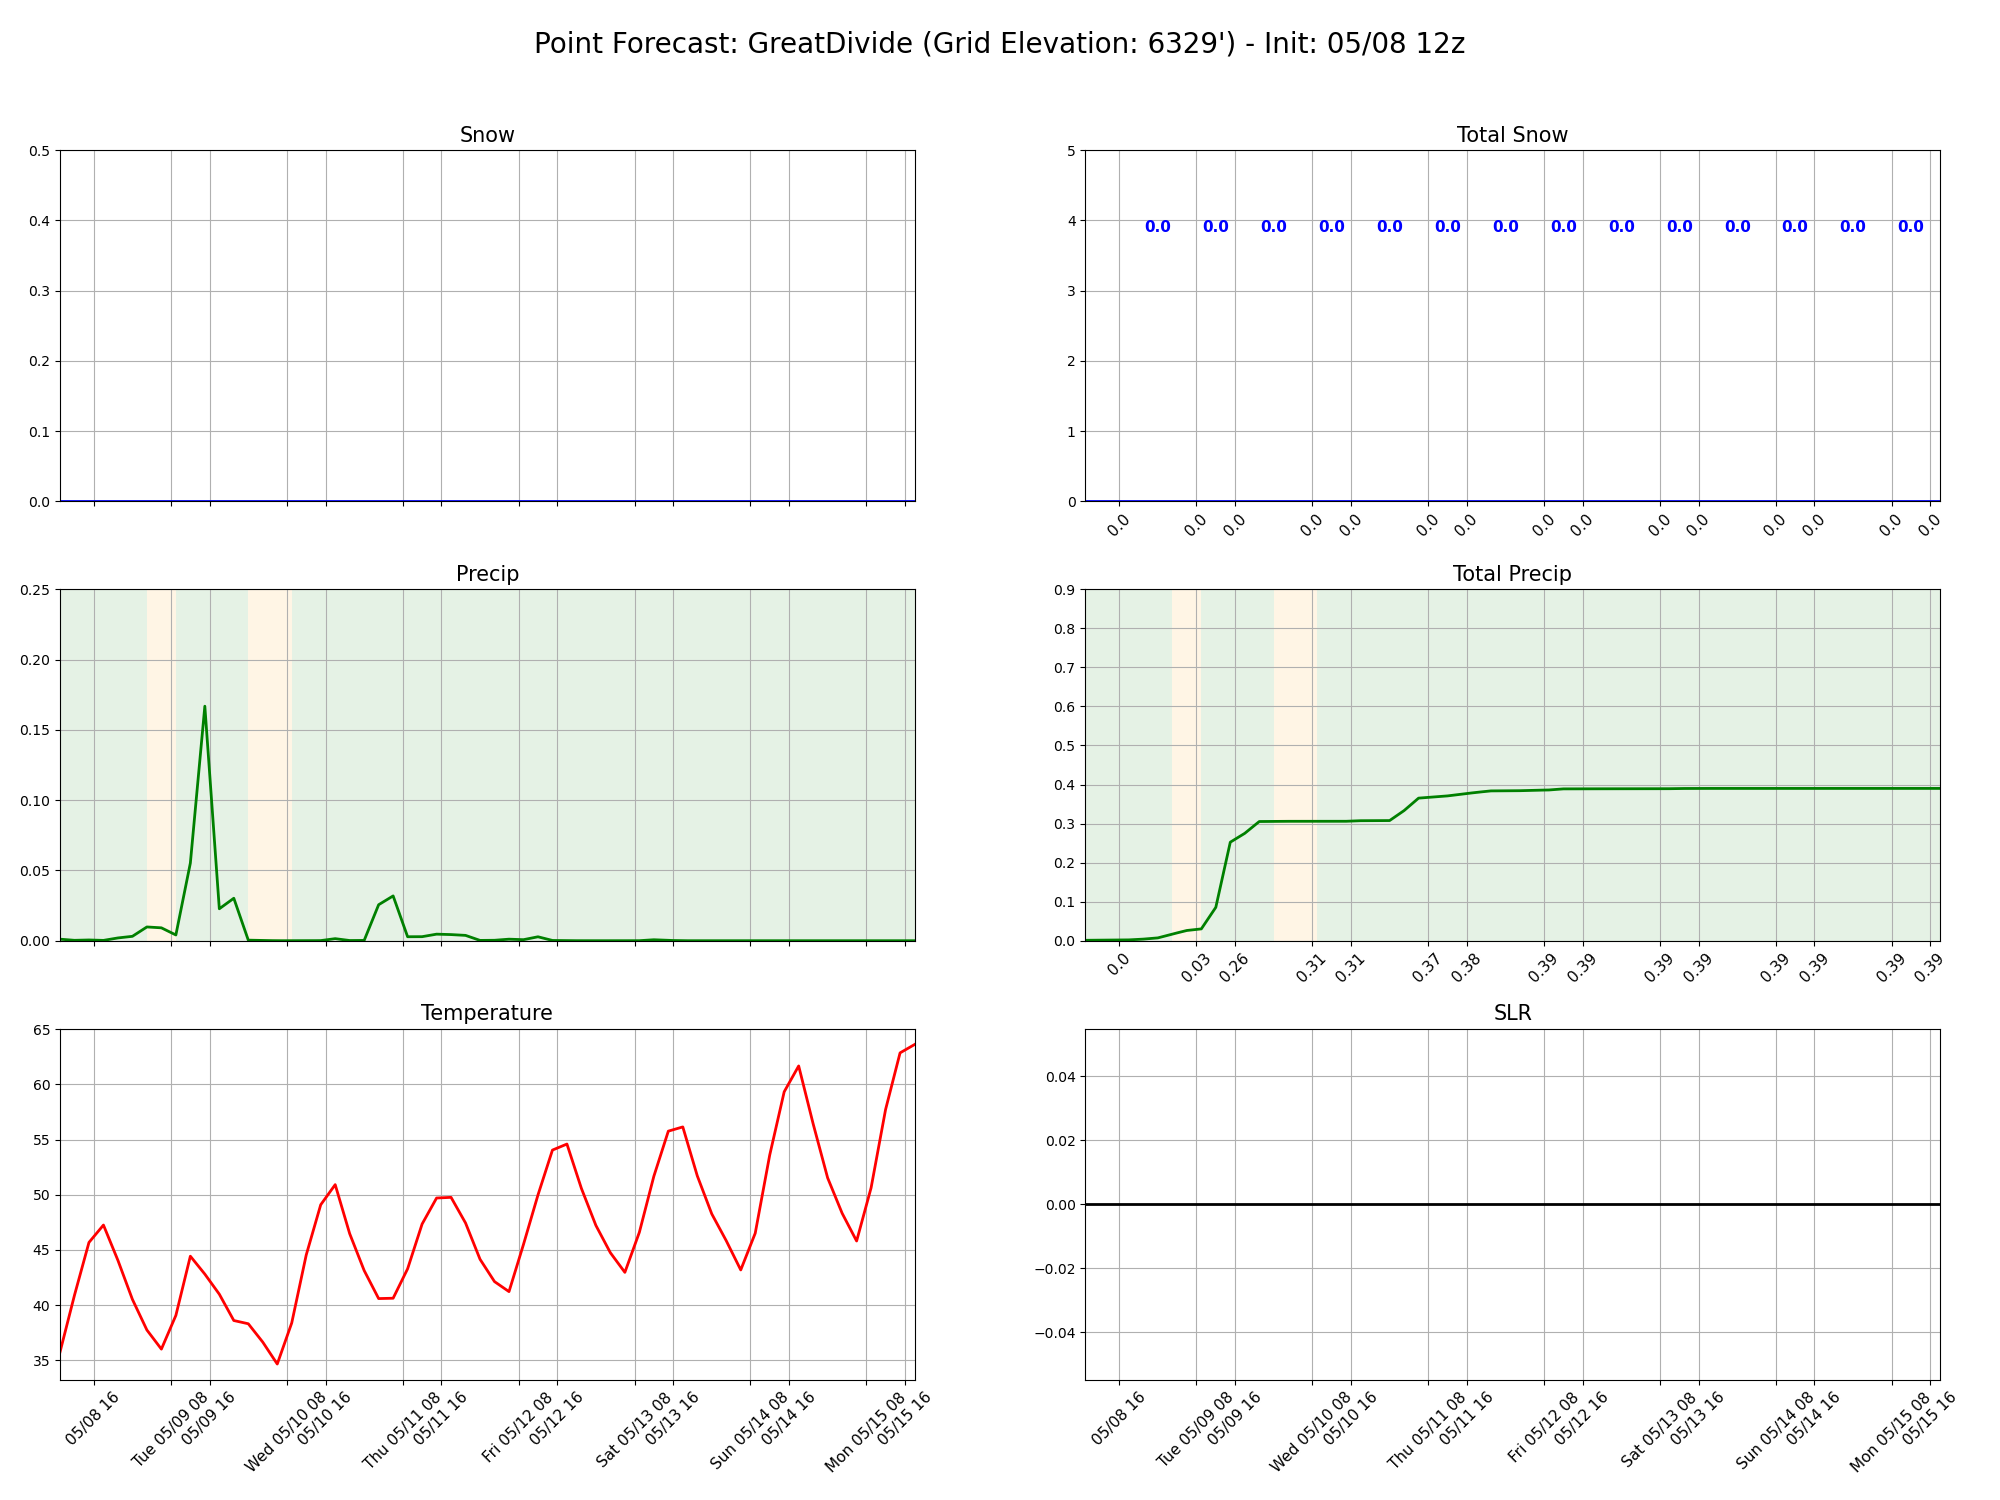 Point Forecast: GreatDivide (Grid Elevation: 6329') - Init: 05/08 12z
Snow
0.5
0.4
0.3
0.2
0.1
0.0
Total Snow
5
4
3
2
1
0
0.0 0.0 0.0 0.0 0.0 0.0 0.0 0.0 0.0 0.0 0.0 0.0 0.0 0.0
0.0 0.0 0.0 0.0 0.0 0.0 0.0 0.0 0.0 0.0 0.0 0.0 0.0 0.0 0.0
Precip
0.25
0.20
0.15
0.10
0.05
0.00
Total Precip
0.9
0.8
0.7
0.6
0.5
0.4
0.3
0.2
0.1
0.0
0.0 0.03 0.26 0.31 0.31 0.37 0.38 0.39 0.39 0.39 0.39 0.39 0.39 0.39 0.39
Temperature
65
60
55
50
45
40
35
05/08 16
Tue 05/09 08
05/09 16
Wed 05/10 08
05/10 16
Thu 05/11 08
05/11 16
Fri 05/12 08
05/12 16
Sat 05/13 08
05/13 16
Sun 05/14 08
05/14 16
Mon 05/15 08
05/15 16
SLR
0.04
0.02
0.00
−0.02
−0.04
05/08 16
Tue 05/09 08
05/09 16
Wed 05/10 08
05/10 16
Thu 05/11 08
05/11 16
Fri 05/12 08
05/12 16
Sat 05/13 08
05/13 16
Sun 05/14 08
05/14 16
Mon 05/15 08
05/15 16